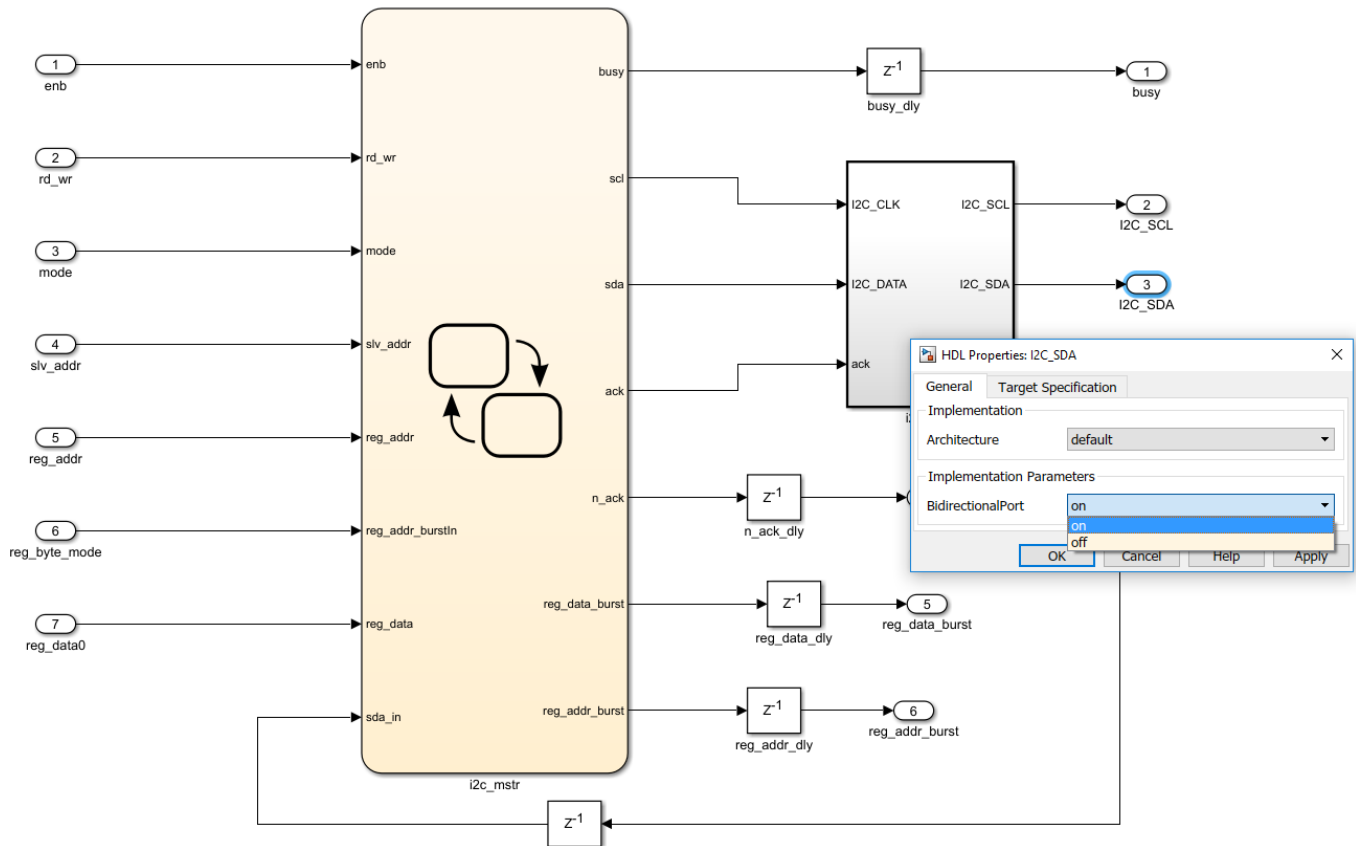 1
enb
2
rd_wr
3
mode
4
slv_addr
5
reg_addr
6
reg_byte_mode
7
reg_data0
enb
rd_wr
mode
slv_addr
reg_addr
reg_addr_burstIn
reg_data
sda_in
busy
scl
sda
ack
n_ack
reg_data_burst
reg_addr_burst
i2c_mstr
z-1
busy_dly
1
busy
I2C_CLK
I2C_SCL
I2C_DATA
I2C_SDA
ack
2
I2C_SCL
3
I2C_SDA
z-1
n_ack_dly
z-1
reg_data_dly
5
reg_data_burst
z-1
reg_addr_dly
6
reg_addr_burst
z-1
HDL Properties: I2C_SDA
General Target Specification
Implementation
Architecture default
Implementation Parameters
BidirectionalPort on
on
off
OK Cancel Help Apply